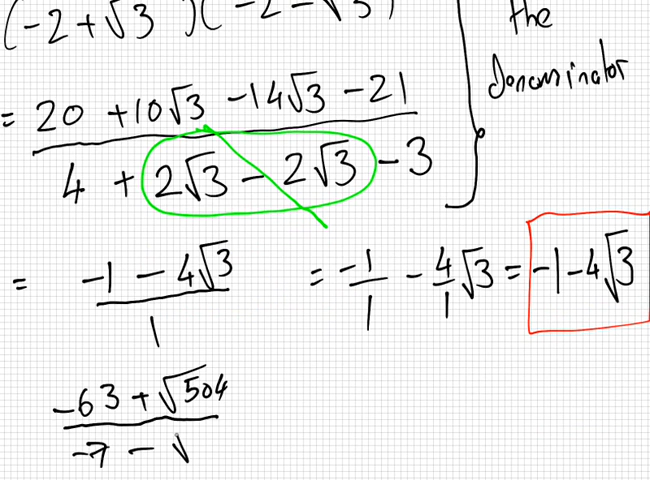 (-2 + √3)(-2 - √3)
the
denominator
= (20 + 10√3 - 14√3 - 21) / (4 + 2√3 - 2√3 - 3)
= (-1 - 4√3) / 1 = -1/1 - 4/1 √3 = -1 - 4√3
(-63 + √504) / (-7 - √